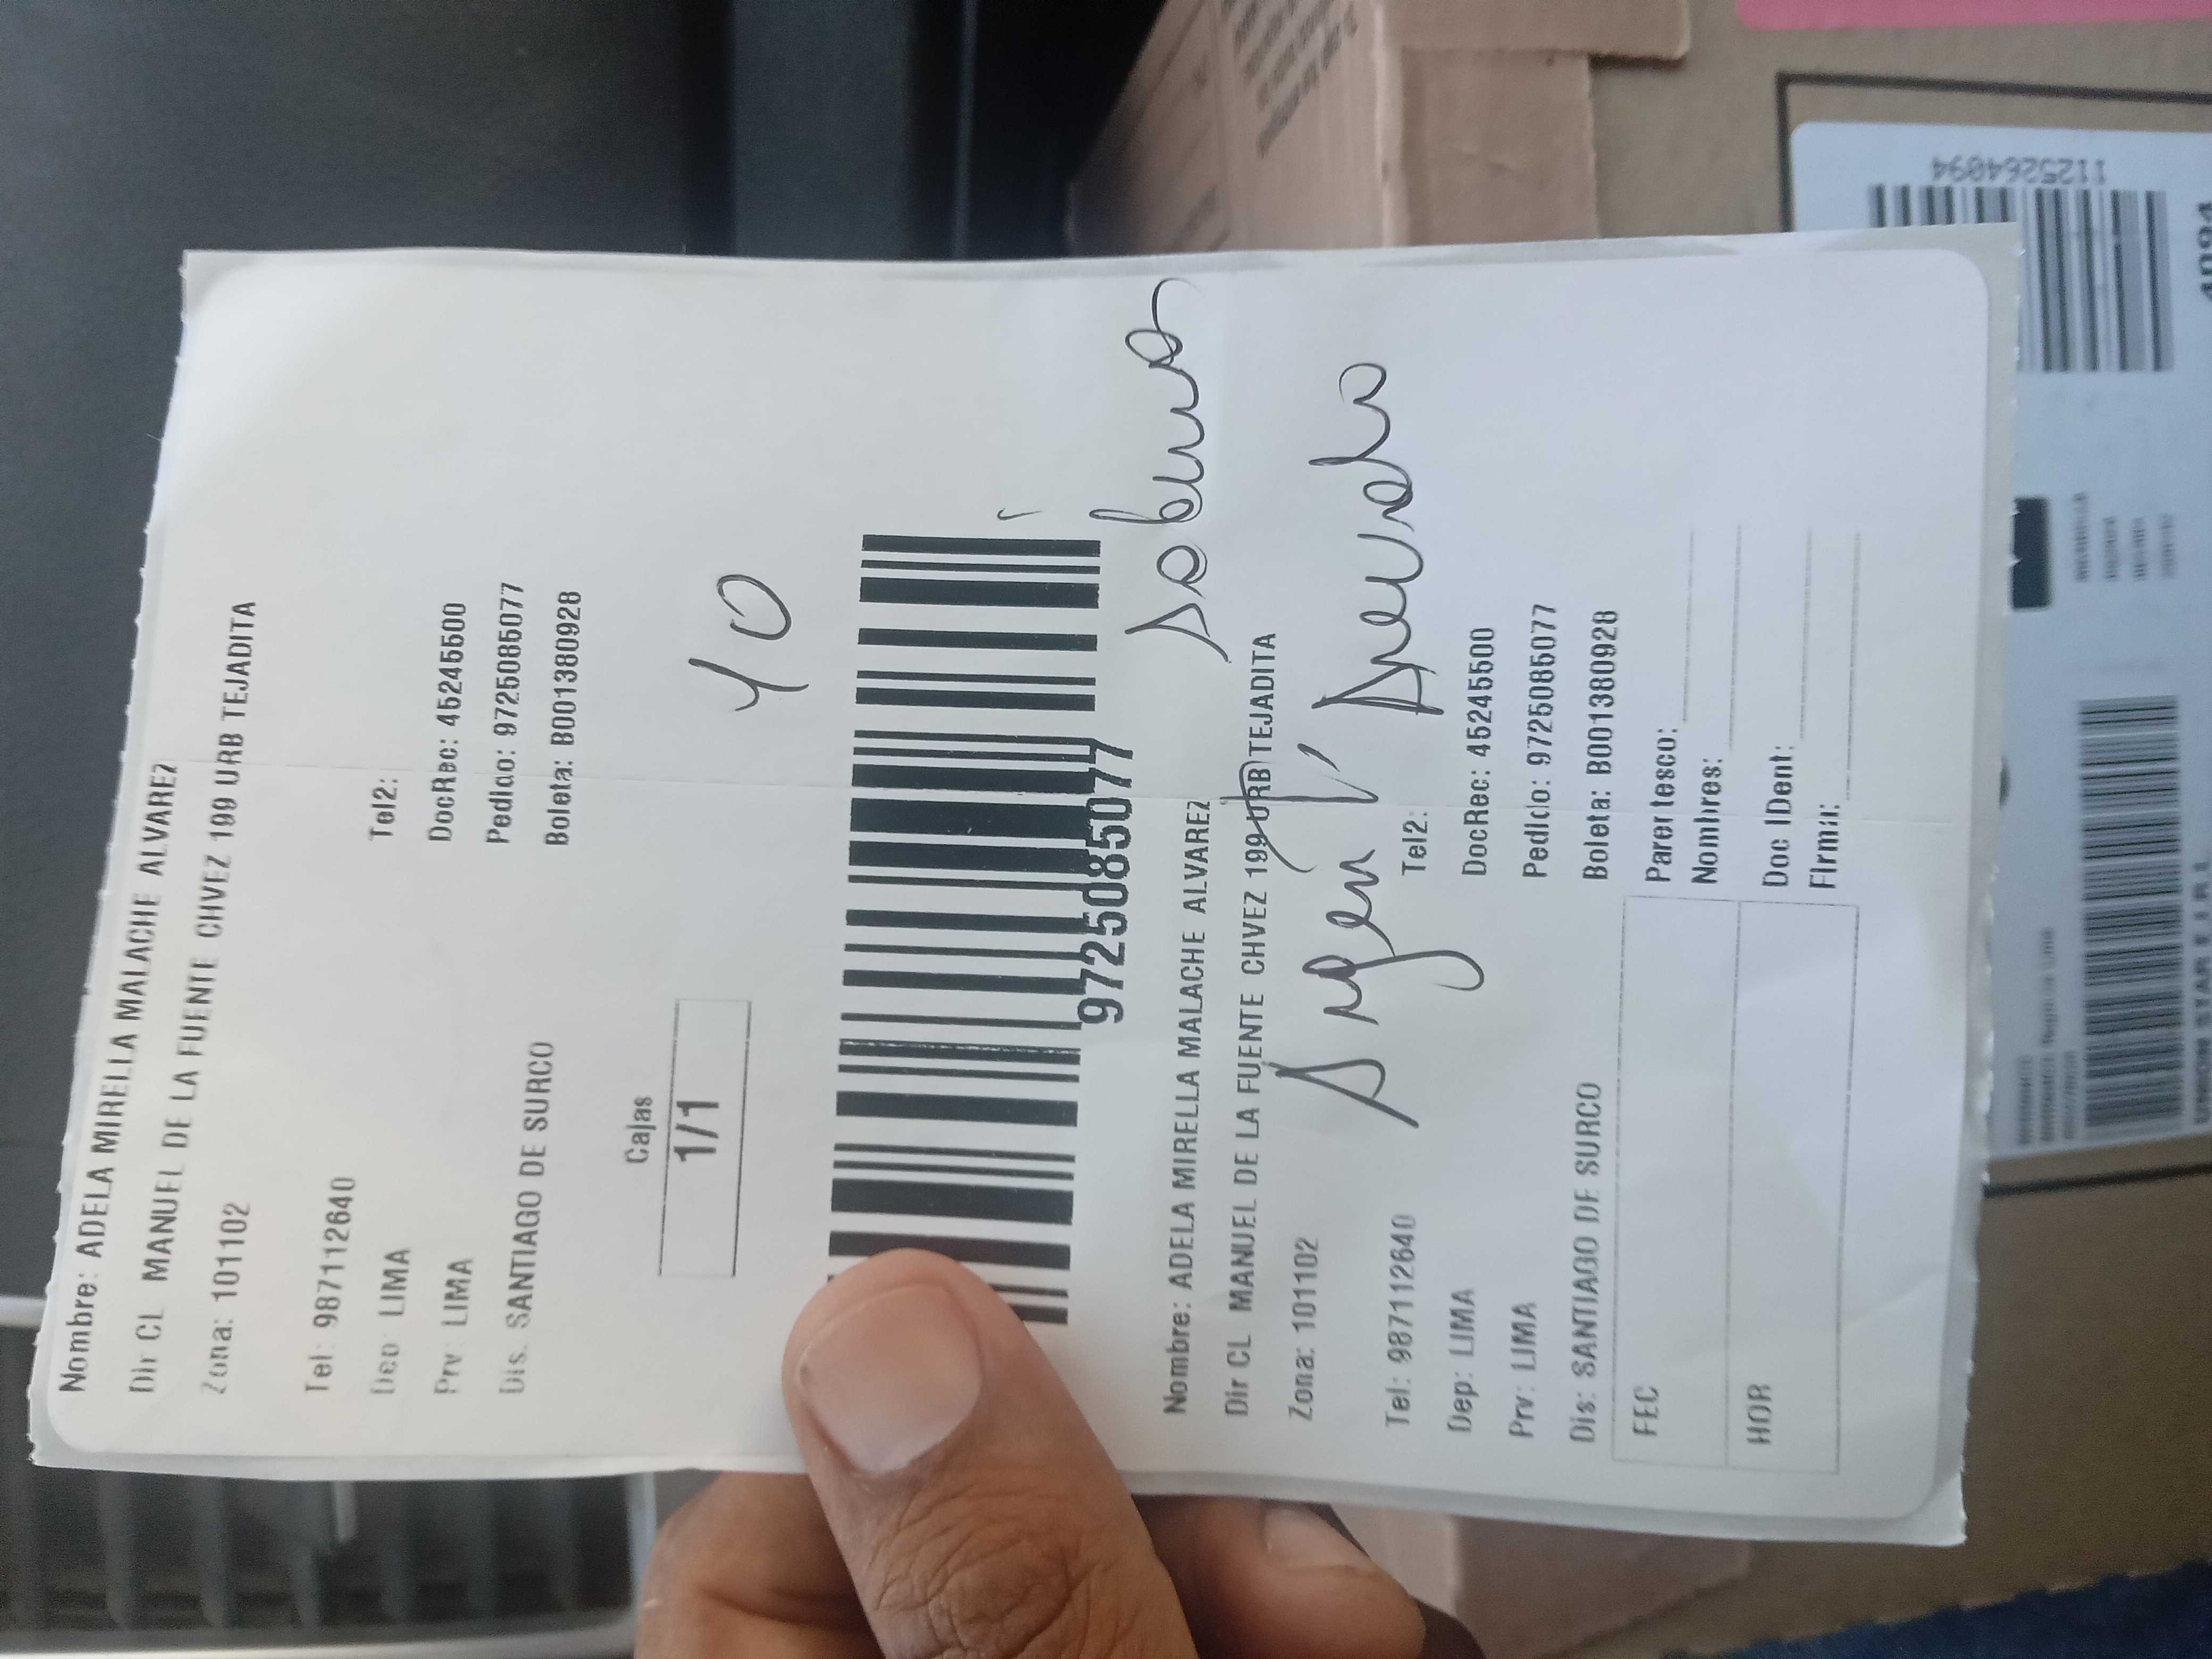 Nombre: ADELA MIRELLA MALACHE ALVAREZ
Dir CL MANUEL DE LA FUENTE CHVEZ 199 URB TEJADITA
Zona: 101102
Tel: 987112640
Tel2:
Dep: LIMA
DocRec: 45245500
Prv: LIMA
Pedido: 9725085077
Dis. SANTIAGO DE SURCO
Boleta: B001380928
Cajas
1/1
40
9725085077
sobrino
Nombre: ADELA MIRELLA MALACHE ALVAREZ
Dir CL MANUEL DE LA FUENTE CHVEZ 199 URB TEJADITA
Zona: 101102
Tel: 987112640
Tel2:
Dep: LIMA
DocRec: 45245500
Prv: LIMA
Pedido: 9725085077
Dis: SANTIAGO DE SURCO
Boleta: B001380928
FEC
Parentesco:
Nombres:
HOR
Doc IDent:
Firma:
1125264094